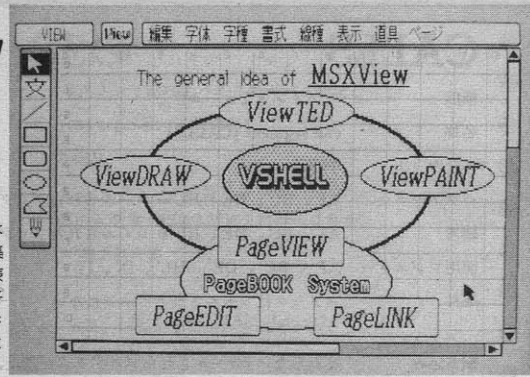 VIEW View 編集 字体 字種 書式 線種 表示 道具 ページ
文
The general idea of MSXView
ViewTED
ViewDRAW VSHELL ViewPAINT
PageVIEW
PageBOOK System
PageEDIT PageLINK